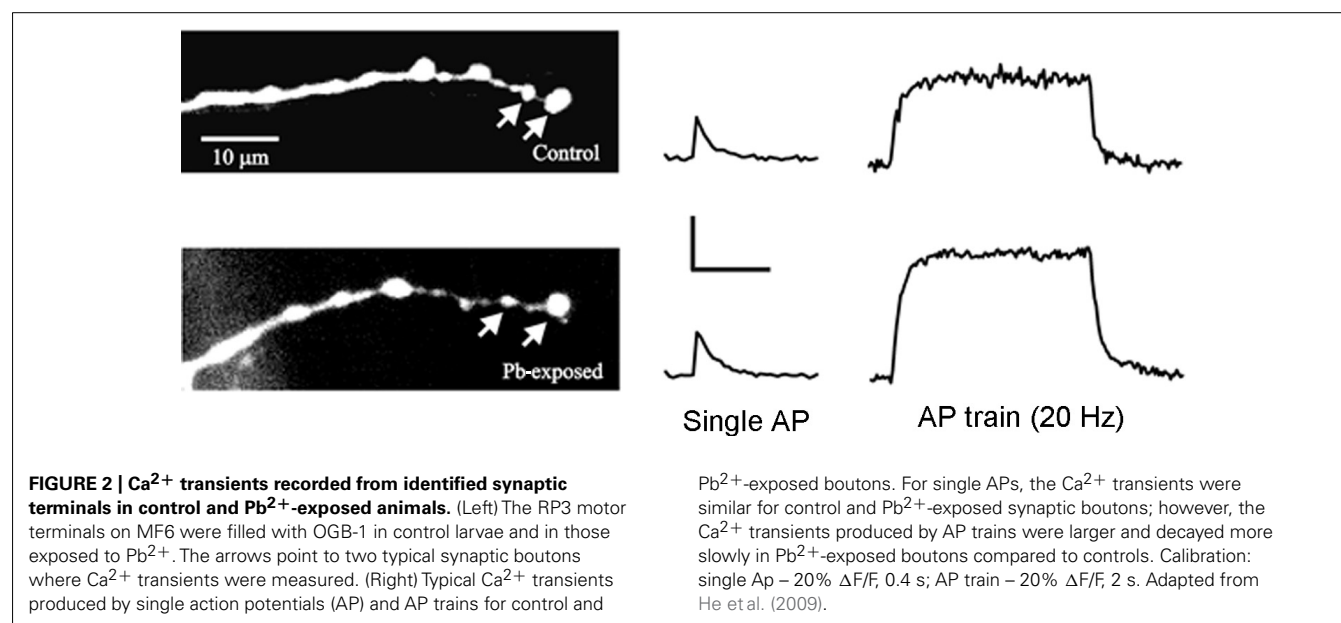 10 µm
Control
Pb-exposed
Single AP
AP train (20 Hz)
FIGURE 2 | Ca²⁺ transients recorded from identified synaptic
terminals in control and Pb²⁺-exposed animals. (Left) The RP3 motor
terminals on MF6 were filled with OGB-1 in control larvae and in those
exposed to Pb²⁺. The arrows point to two typical synaptic boutons
where Ca²⁺ transients were measured. (Right) Typical Ca²⁺ transients
produced by single action potentials (AP) and AP trains for control and
Pb²⁺-exposed boutons. For single APs, the Ca²⁺ transients were
similar for control and Pb²⁺-exposed synaptic boutons; however, the
Ca²⁺ transients produced by AP trains were larger and decayed more
slowly in Pb²⁺-exposed boutons compared to controls. Calibration:
single Ap – 20% ΔF/F, 0.4 s; AP train – 20% ΔF/F, 2 s. Adapted from
He et al. (2009).